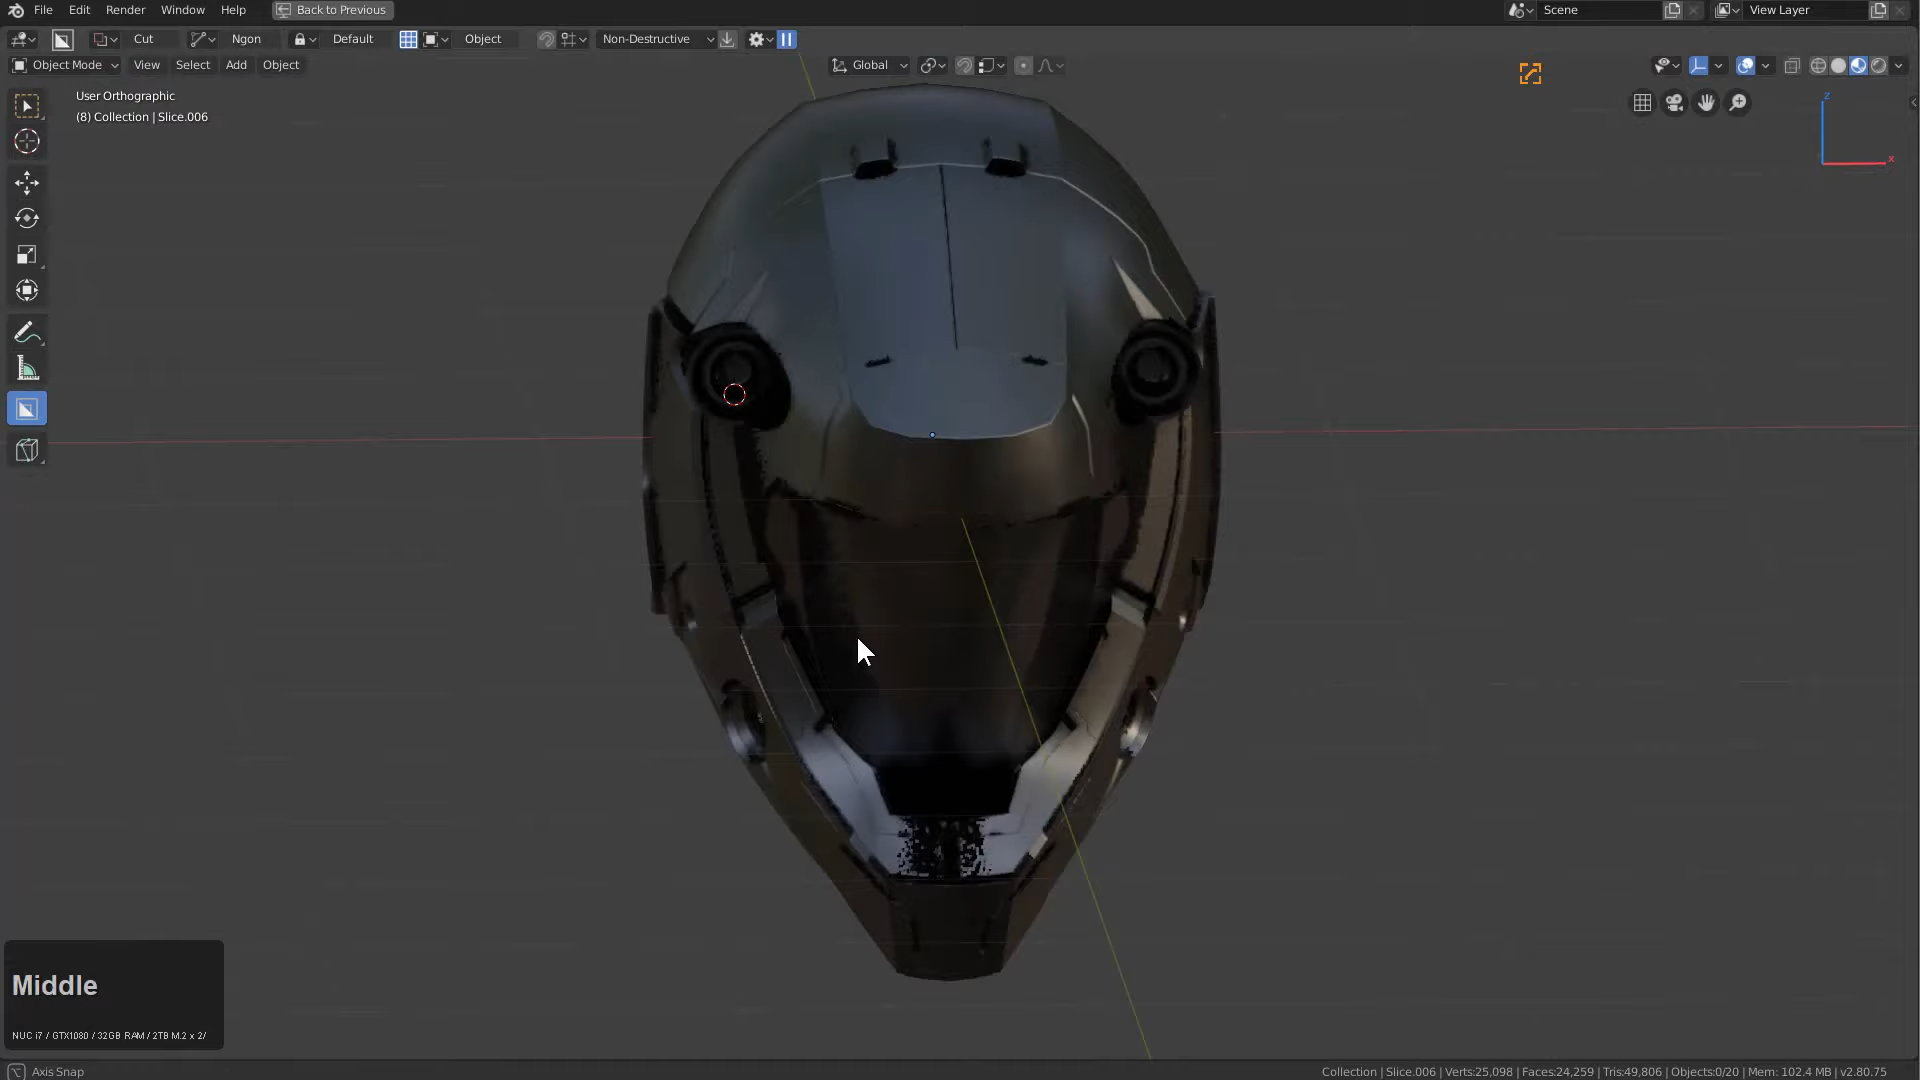 File Edit Render Window Help Back to Previous Scene View Layer
Cut Ngon Default Object Non-Destructive
Object Mode View Select Add Object Global
User Orthographic
(8) Collection | Slice.006
z
x
Middle
NUC i7 / GTX1080 / 32GB RAM / 2TB M.2 x 2/
Axis Snap Collection | Slice.006 | Verts:25,098 | Faces:24,259 | Tris:49,806 | Objects:0/20 | Mem: 102.4 MB | v2.80.75